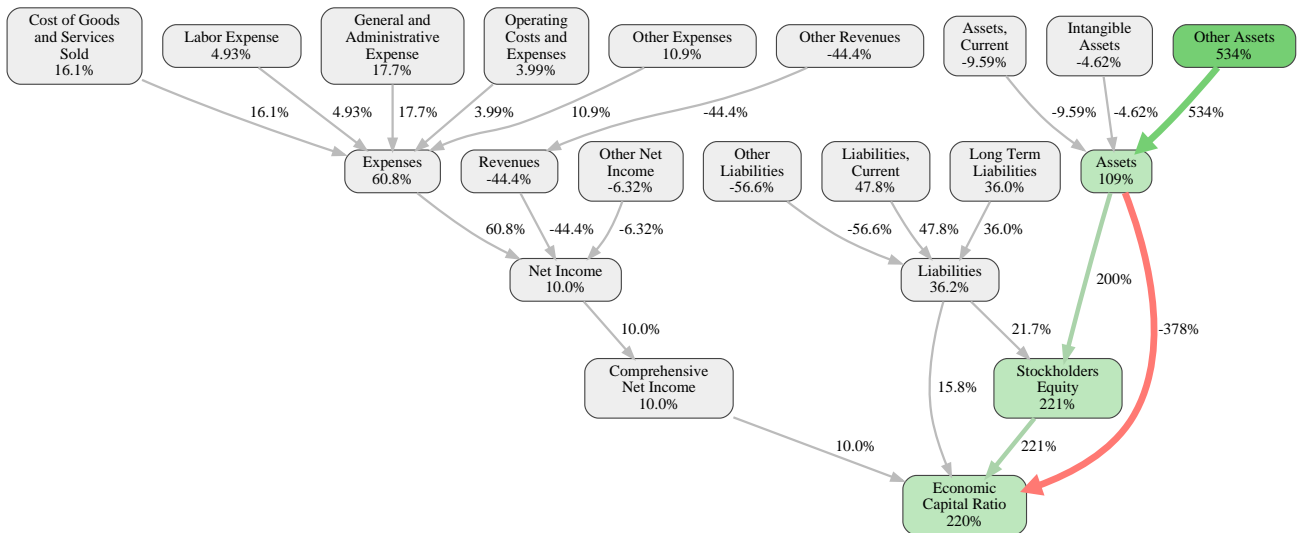 Cost of Goods
and Services
Sold
16.1%
Labor Expense
4.93%
General and
Administrative
Expense
17.7%
Operating
Costs and
Expenses
3.99%
Other Expenses
10.9%
Other Revenues
-44.4%
Assets,
Current
-9.59%
Intangible
Assets
-4.62%
Other Assets
534%
16.1%
4.93%
17.7%
3.99%
10.9%
-44.4%
-9.59%
-4.62%
534%
Expenses
60.8%
Revenues
-44.4%
Other Net
Income
-6.32%
Other
Liabilities
-56.6%
Liabilities,
Current
47.8%
Long Term
Liabilities
36.0%
Assets
109%
60.8%
-44.4%
-6.32%
-56.6%
47.8%
36.0%
Net Income
10.0%
Liabilities
36.2%
200%
10.0%
21.7%
-378%
Comprehensive
Net Income
10.0%
15.8%
Stockholders
Equity
221%
10.0%
221%
Economic
Capital Ratio
220%